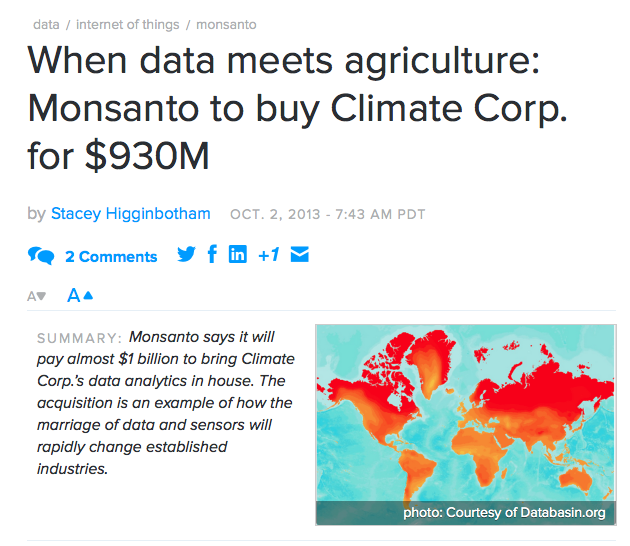 data / internet of things / monsanto
When data meets agriculture:
Monsanto to buy Climate Corp.
for $930M
by Stacey Higginbotham OCT. 2, 2013 - 7:43 AM PDT
2 Comments f in +1
A▼ A▲
SUMMARY: Monsanto says it will
pay almost $1 billion to bring Climate
Corp.’s data analytics in house. The
acquisition is an example of how the
marriage of data and sensors will
rapidly change established
industries.
photo: Courtesy of Databasin.org